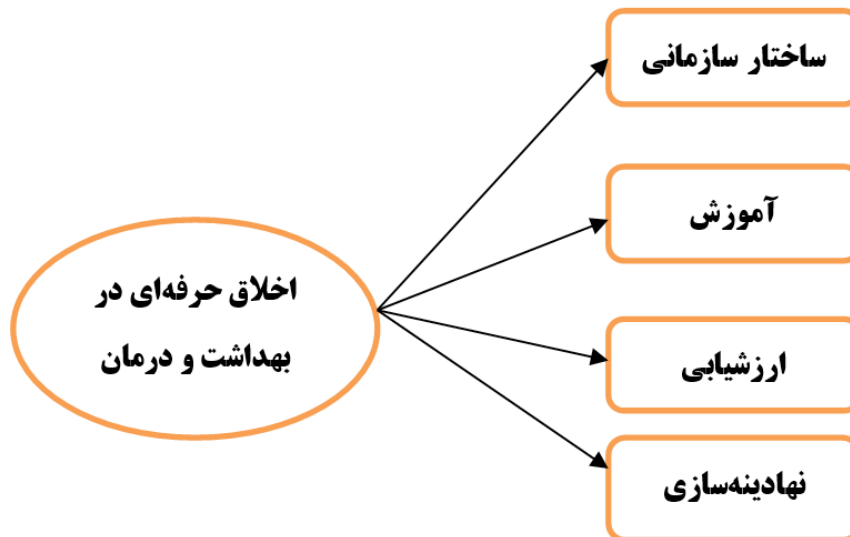 ساختار سازمانی
آموزش
اخلاق حرفه‌ای در
بهداشت و درمان
ارزشیابی
نهادینه‌سازی